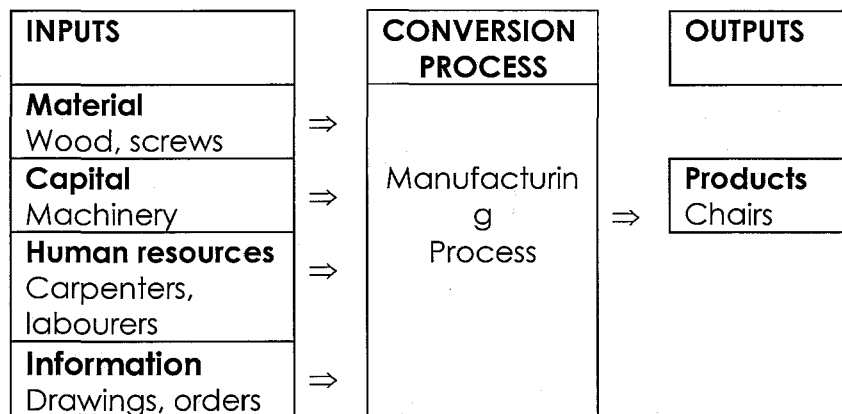 INPUTS
Material
Wood, screws
⇒
Capital
Machinery
⇒
Human resources
Carpenters,
labourers
⇒
Information
Drawings, orders
⇒
CONVERSION
PROCESS
Manufacturin
g
Process
⇒
OUTPUTS
Products
Chairs